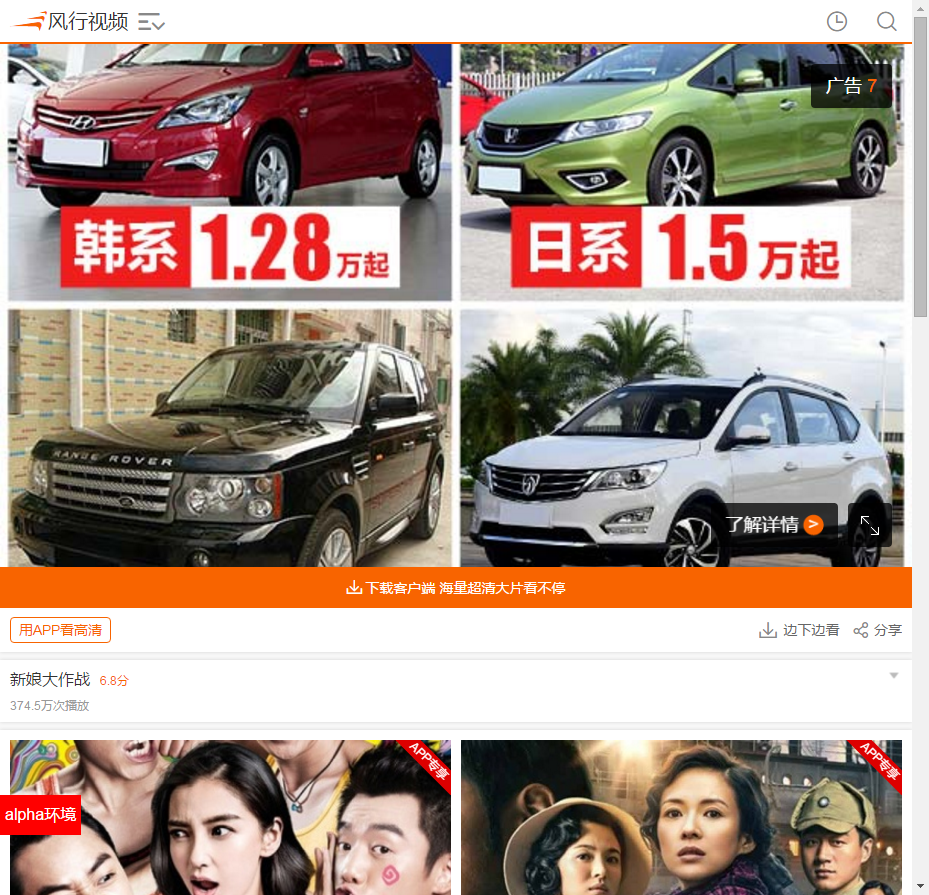 风行视频
广告 7
韩系 1.28 万起
日系 1.5 万起
RANGE ROVER
了解详情 >
下载客户端 海量超清大片看不停
用APP看高清
边下边看 分享
新娘大作战 6.8分
374.5万次播放
APP专享
APP专享
alpha环境